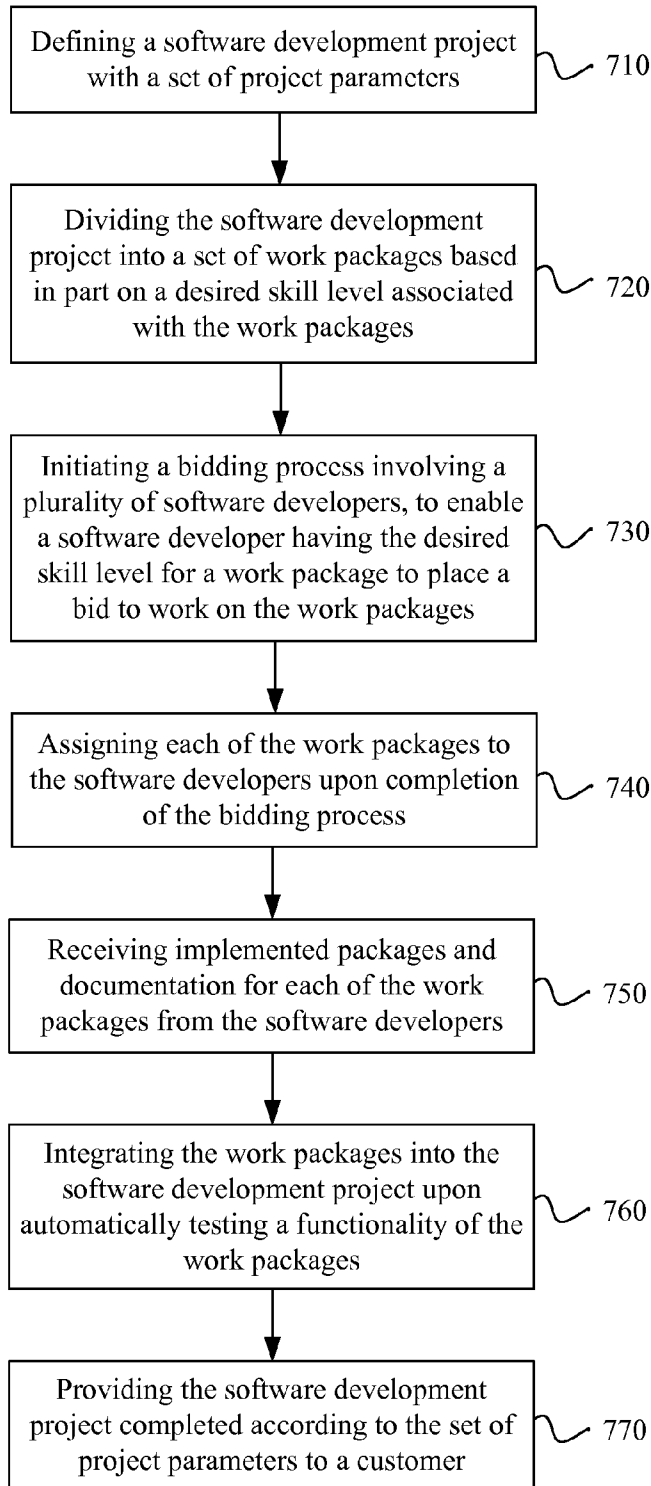 Defining a software development project
with a set of project parameters
710
Dividing the software development
project into a set of work packages based
in part on a desired skill level associated
with the work packages
720
Initiating a bidding process involving a
plurality of software developers, to enable
a software developer having the desired
skill level for a work package to place a
bid to work on the work packages
730
Assigning each of the work packages to
the software developers upon completion
of the bidding process
740
Receiving implemented packages and
documentation for each of the work
packages from the software developers
750
Integrating the work packages into the
software development project upon
automatically testing a functionality of the
work packages
760
Providing the software development
project completed according to the set of
project parameters to a customer
770